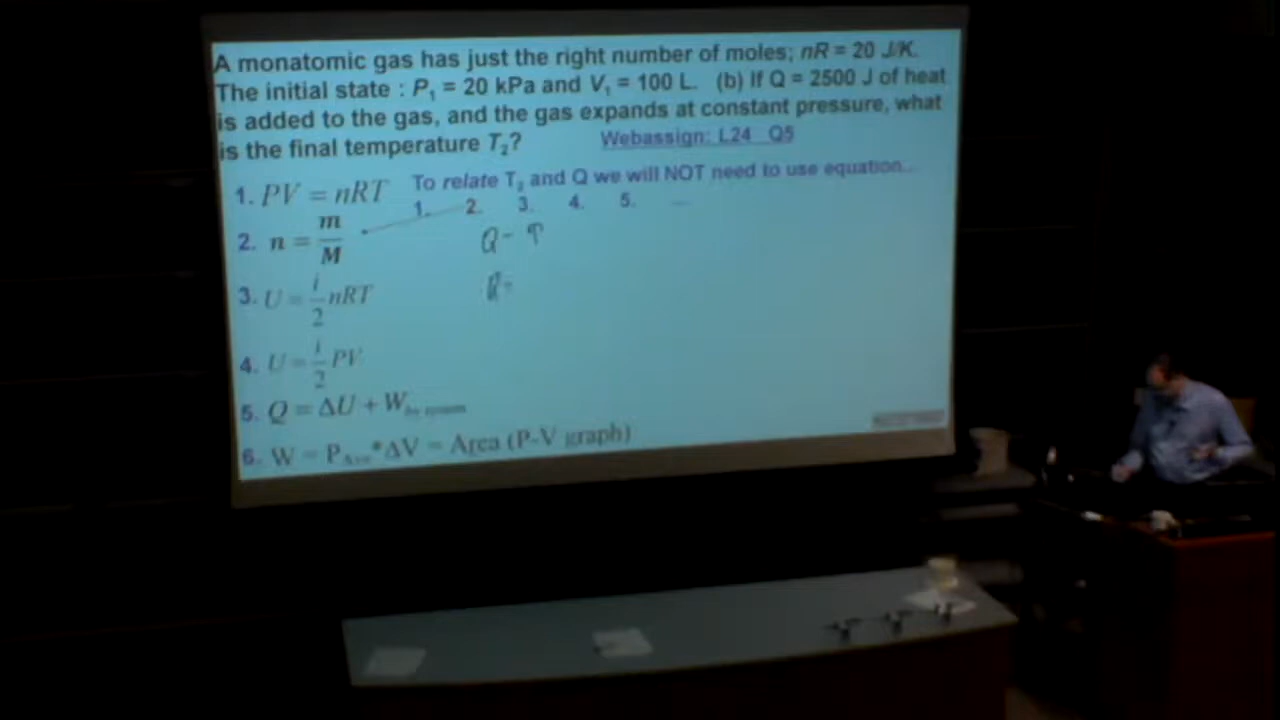 A monatomic gas has just the right number of moles; nR = 20 J/K.
The initial state : P₁ = 20 kPa and V₁ = 100 L. (b) If Q = 2500 J of heat
is added to the gas, and the gas expands at constant pressure, what
is the final temperature T₂? Webassign: L24_Q5
To relate T₂ and Q we will NOT need to use equation...
1. 2. 3. 4. 5. ...
1. PV = nRT
2. n = m/M
Q -
3. U = i/2 nRT
4. U = i/2 PV
5. Q = ΔU + W by system
6. W = P Ave*ΔV = Area (P-V graph)